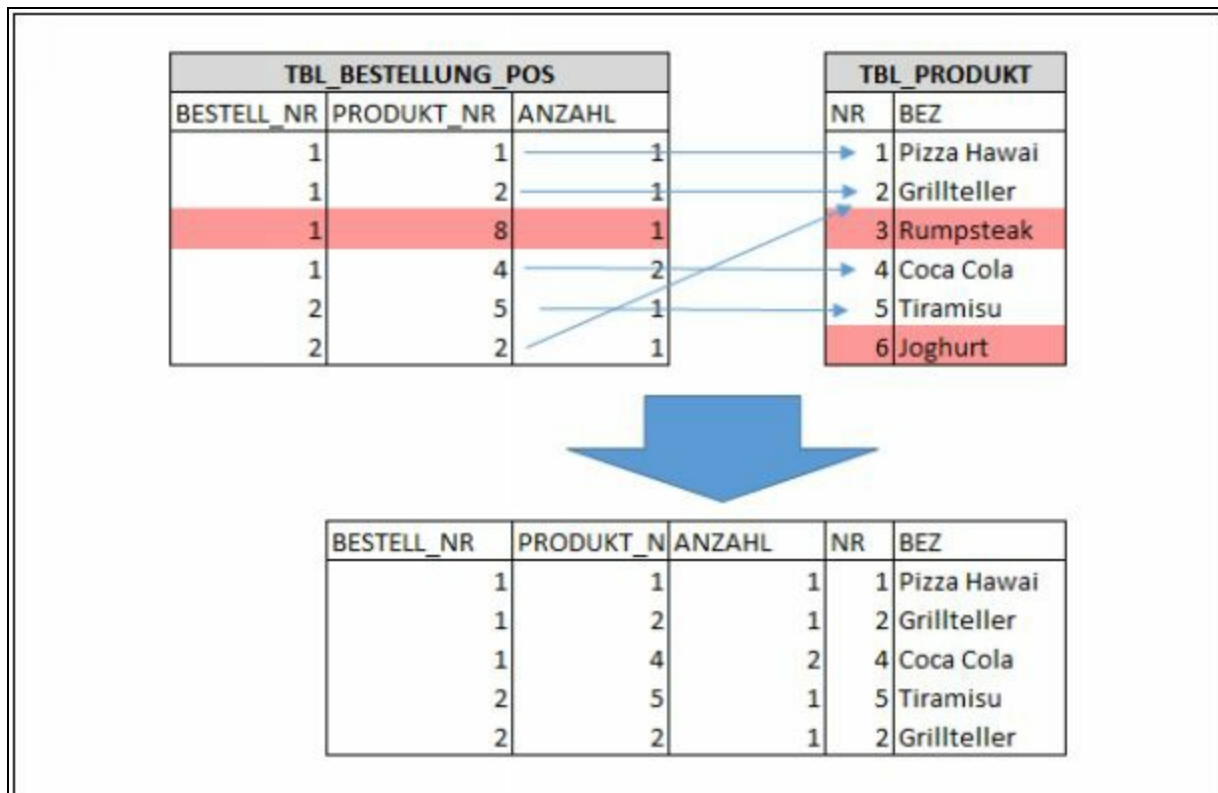 TBL_BESTELLUNG_POS TBL_PRODUKT
BESTELL_NR PRODUKT_NR ANZAHL NR BEZ
1 1 1 1 Pizza Hawai
1 2 1 2 Grillteller
1 8 1 3 Rumpsteak
1 4 2 4 Coca Cola
2 5 1 5 Tiramisu
2 2 1 6 Joghurt
BESTELL_NR PRODUKT_N ANZAHL NR BEZ
1 1 1 1 Pizza Hawai
1 2 1 2 Grillteller
1 4 2 4 Coca Cola
2 5 1 5 Tiramisu
2 2 1 2 Grillteller